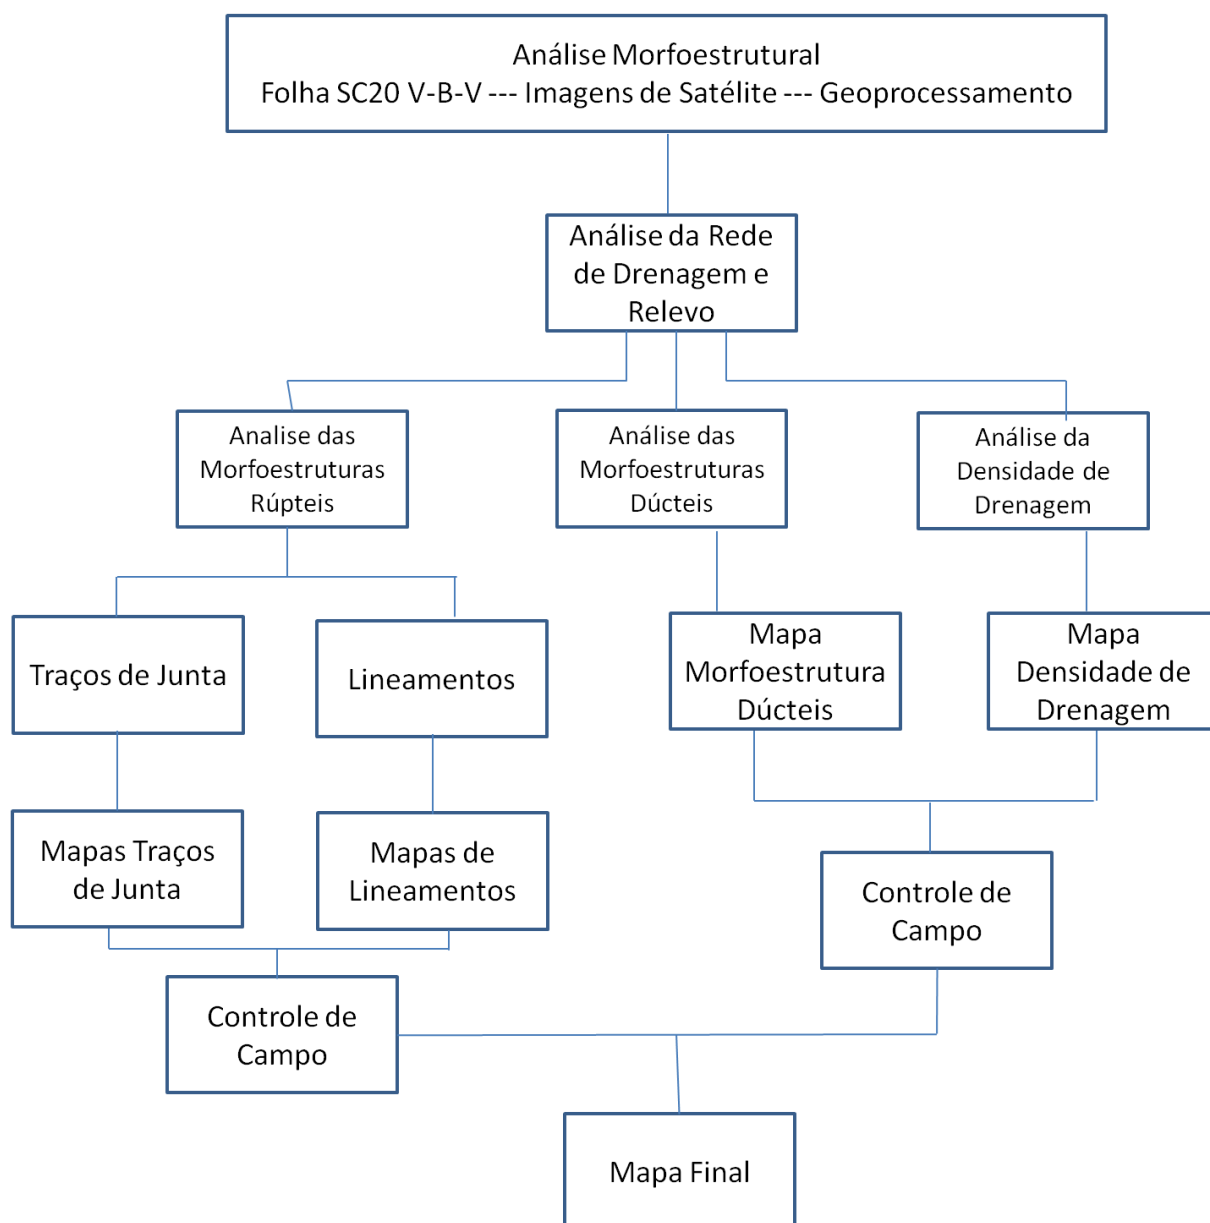 Análise Morfoestrutural
Folha SC20 V-B-V --- Imagens de Satélite --- Geoprocessamento
Análise da Rede
de Drenagem e
Relevo
Analise das
Morfoestruturas
Rúpteis
Análise das
Morfoestruturas
Dúcteis
Análise da
Densidade de
Drenagem
Traços de Junta
Lineamentos
Mapa
Morfoestrutura
Dúcteis
Mapa
Densidade de
Drenagem
Mapas Traços
de Junta
Mapas de
Lineamentos
Controle de
Campo
Controle de
Campo
Mapa Final